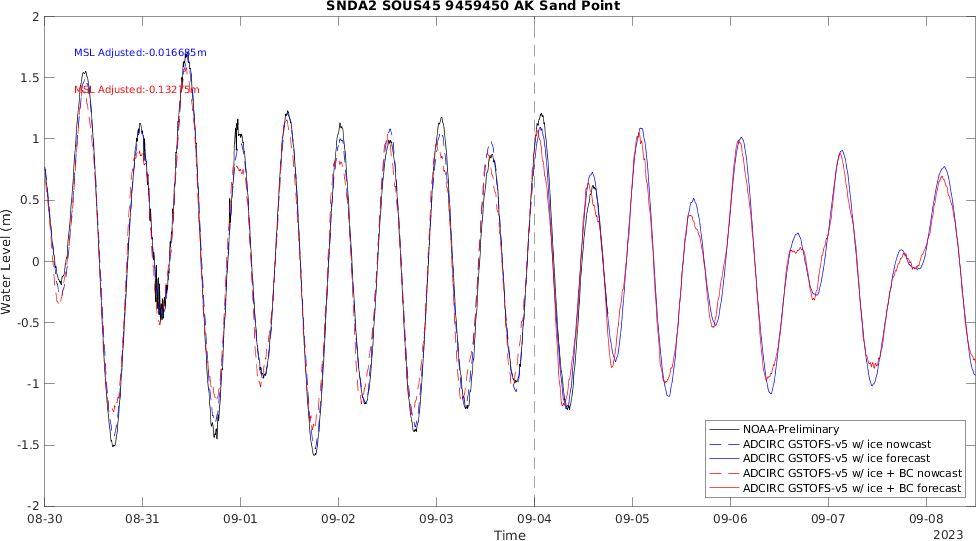 SNDA2 SOUS45 9459450 AK Sand Point
2
1.5
1
0.5
0
-0.5
-1
-1.5
-2
Water Level (m)
MSL Adjusted:-0.016685m
MSL Adjusted:-0.13275m
NOAA-Preliminary
ADCIRC GSTOFS-v5 w/ ice nowcast
ADCIRC GSTOFS-v5 w/ ice forecast
ADCIRC GSTOFS-v5 w/ ice + BC nowcast
ADCIRC GSTOFS-v5 w/ ice + BC forecast
08-30 08-31 09-01 09-02 09-03 09-04 09-05 09-06 09-07 09-08
Time
2023